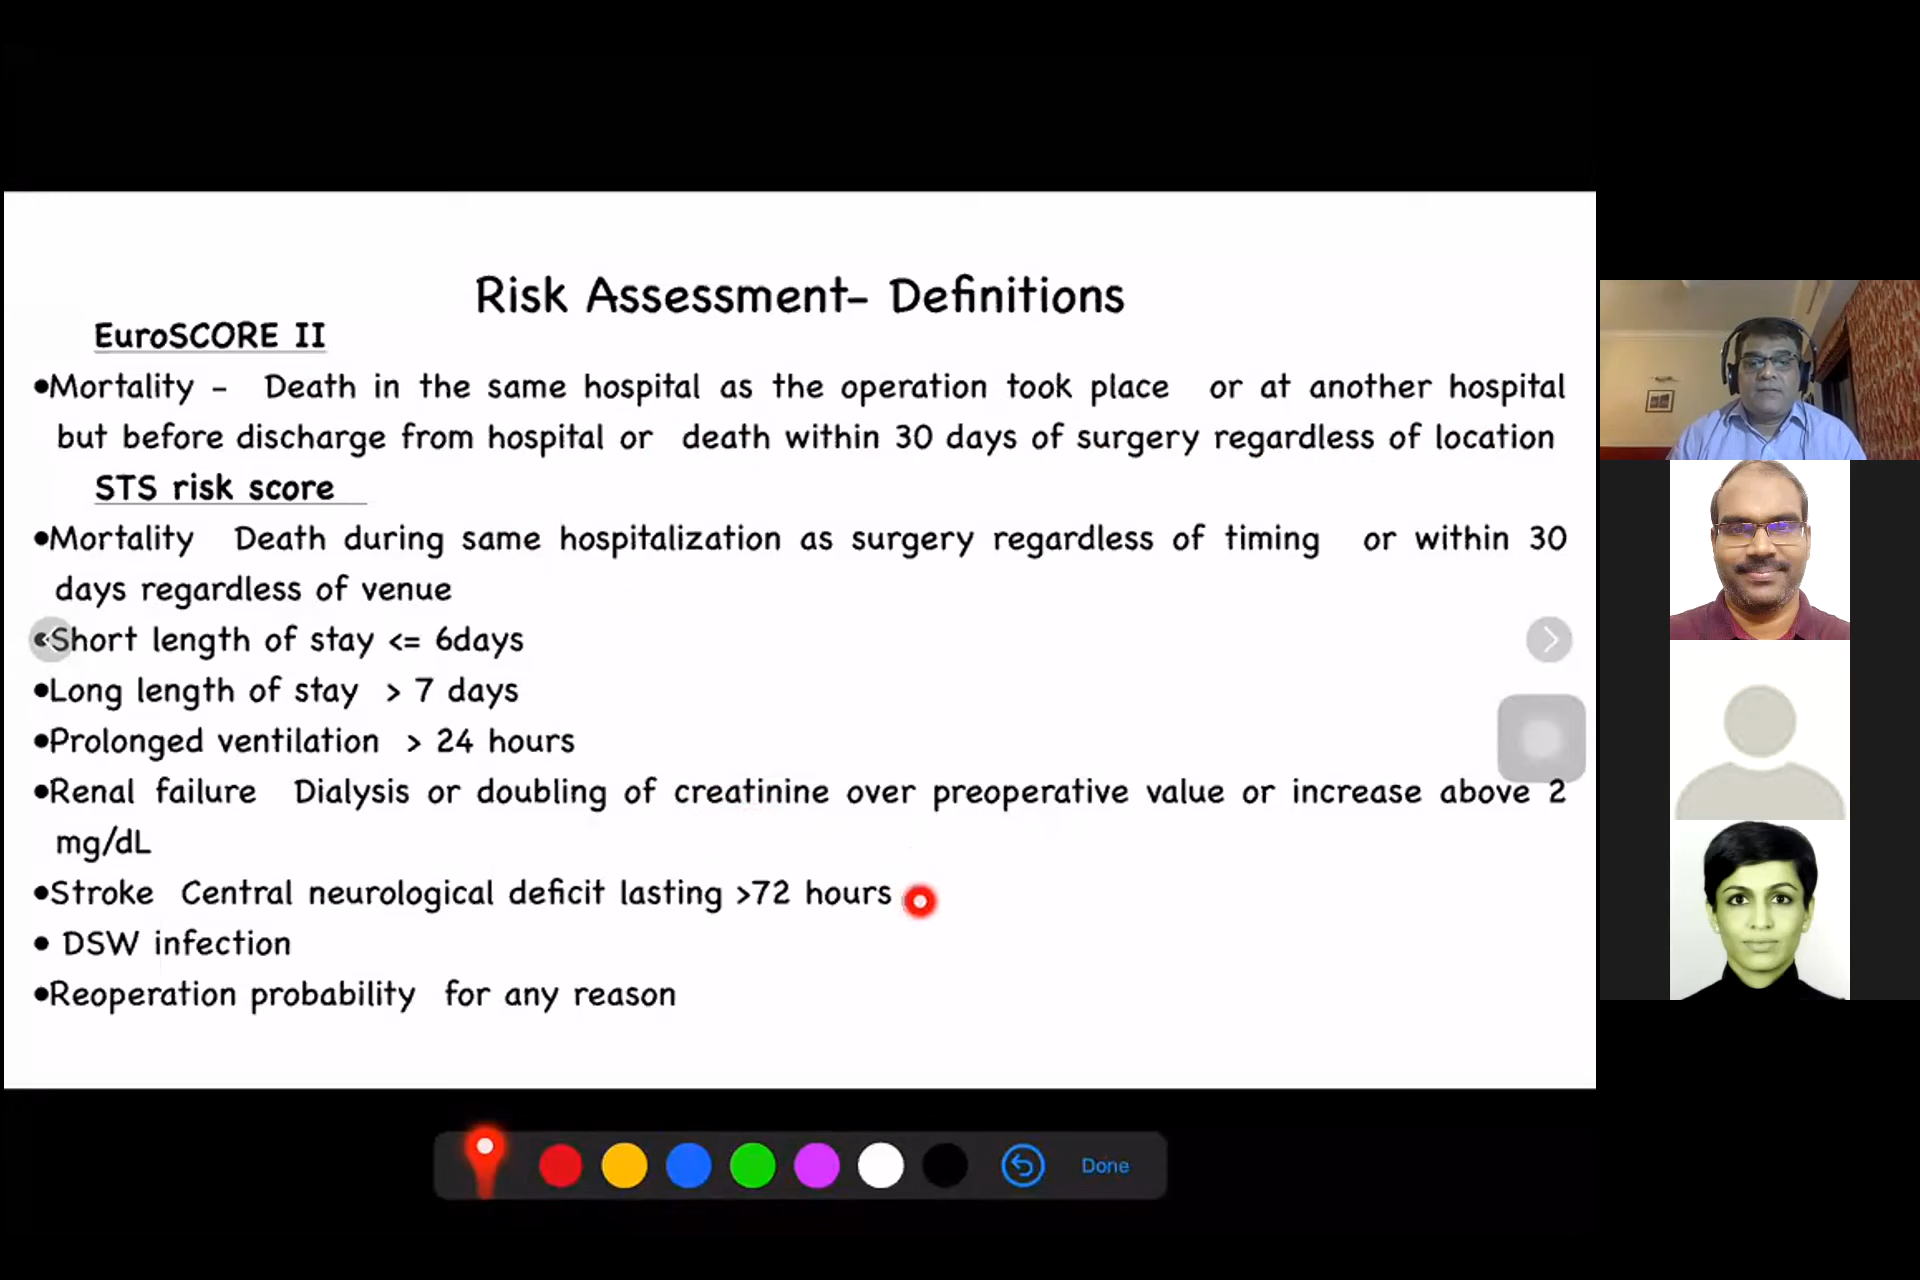 Risk Assessment- Definitions
EuroSCORE II
•Mortality - Death in the same hospital as the operation took place or at another hospital
but before discharge from hospital or death within 30 days of surgery regardless of location
STS risk score
•Mortality Death during same hospitalization as surgery regardless of timing or within 30
days regardless of venue
•Short length of stay <= 6days
•Long length of stay > 7 days
•Prolonged ventilation > 24 hours
•Renal failure Dialysis or doubling of creatinine over preoperative value or increase above 2
mg/dL
•Stroke Central neurological deficit lasting >72 hours
• DSW infection
•Reoperation probability for any reason
Done